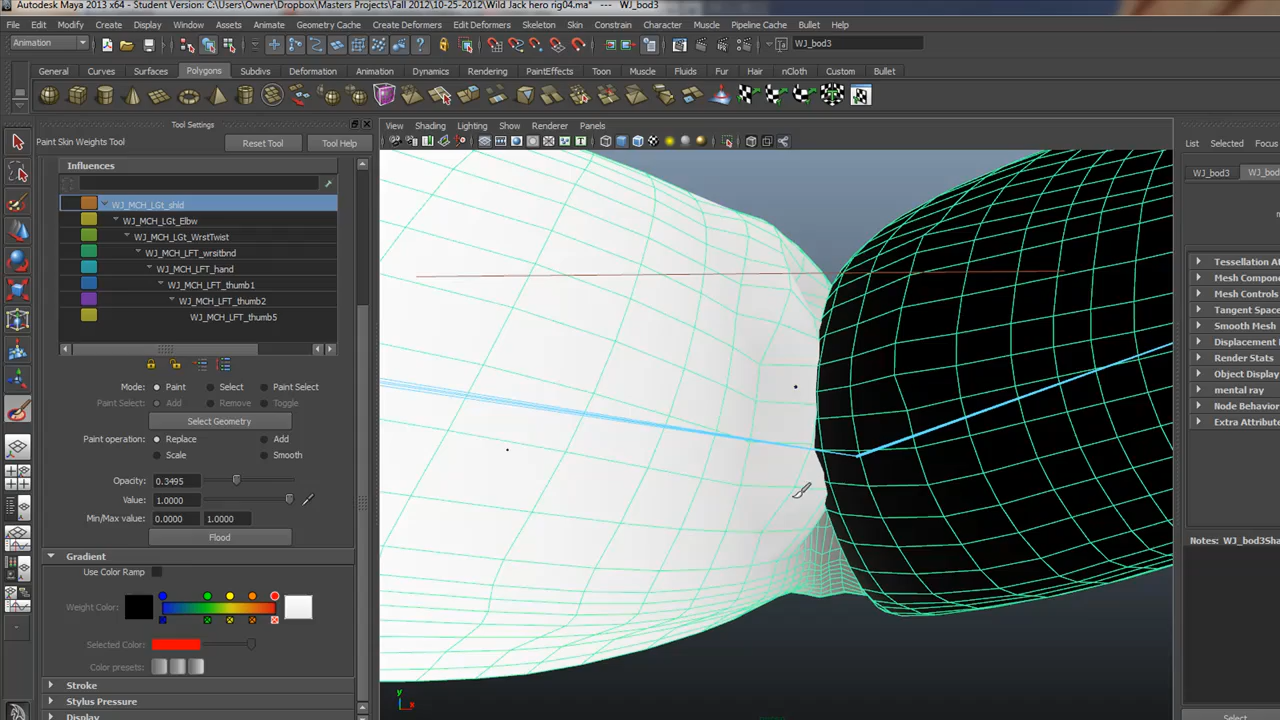 Autodesk Maya 2013 x64 - Student Version: C:\Users\Owner\Dropbox\Masters Projects\Fall 2012\10-25-2012\Wild Jack hero rig04.ma* --- WJ_bod3
File Edit Modify Create Display Window Assets Animate Geometry Cache Create Deformers Edit Deformers Skeleton Skin Constrain Character Muscle Pipeline Cache Bullet Help
Animation WJ_bod3
General Curves Surfaces Polygons Subdivs Deformation Animation Dynamics Rendering PaintEffects Toon Muscle Fluids Fur Hair nCloth Custom Bullet
Tool Settings
View Shading Lighting Show Renderer Panels
Paint Skin Weights Tool Reset Tool Tool Help
List Selected Focus
Influences
WJ_bod3 WJ_bod
WJ_MCH_LGt_shld
WJ_MCH_LGt_Elbw
WJ_MCH_LGt_WrstTwist
WJ_MCH_LFT_wrsitbnd
WJ_MCH_LFT_hand
WJ_MCH_LFT_thumb1
WJ_MCH_LFT_thumb2
WJ_MCH_LFT_thumb5
Tessellation At
Mesh Compone
Mesh Controls
Tangent Space
Smooth Mesh
Displacement
Render Stats
Object Display
mental ray
Node Behavior
Extra Attribute
Mode: Paint Select Paint Select
Paint Select: Add Remove Toggle
Select Geometry
Paint operation: Replace Add
Scale Smooth
Opacity: 0.3495
Value: 1.0000
Min/Max value: 0.0000 1.0000
Flood
Notes: WJ_bod3Sha
Gradient
Use Color Ramp
Weight Color:
Selected Color:
Color presets:
Stroke
Stylus Pressure
Display
y
x
Select